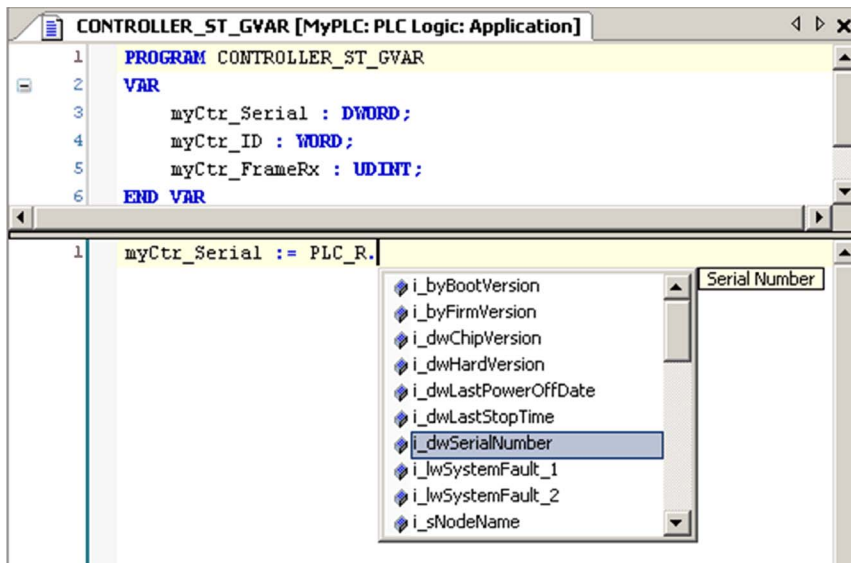 CONTROLLER_ST_GVAR [MyPLC: PLC Logic: Application]
1 PROGRAM CONTROLLER_ST_GVAR
2 VAR
3 myCtr_Serial : DWORD;
4 myCtr_ID : WORD;
5 myCtr_FrameRx : UDINT;
6 END_VAR
1 myCtr_Serial := PLC_R.
i_byBootVersion
i_byFirmVersion
i_dwChipVersion
i_dwHardVersion
i_dwLastPowerOffDate
i_dwLastStopTime
i_dwSerialNumber
Serial Number
i_lwSystemFault_1
i_lwSystemFault_2
i_sNodeName